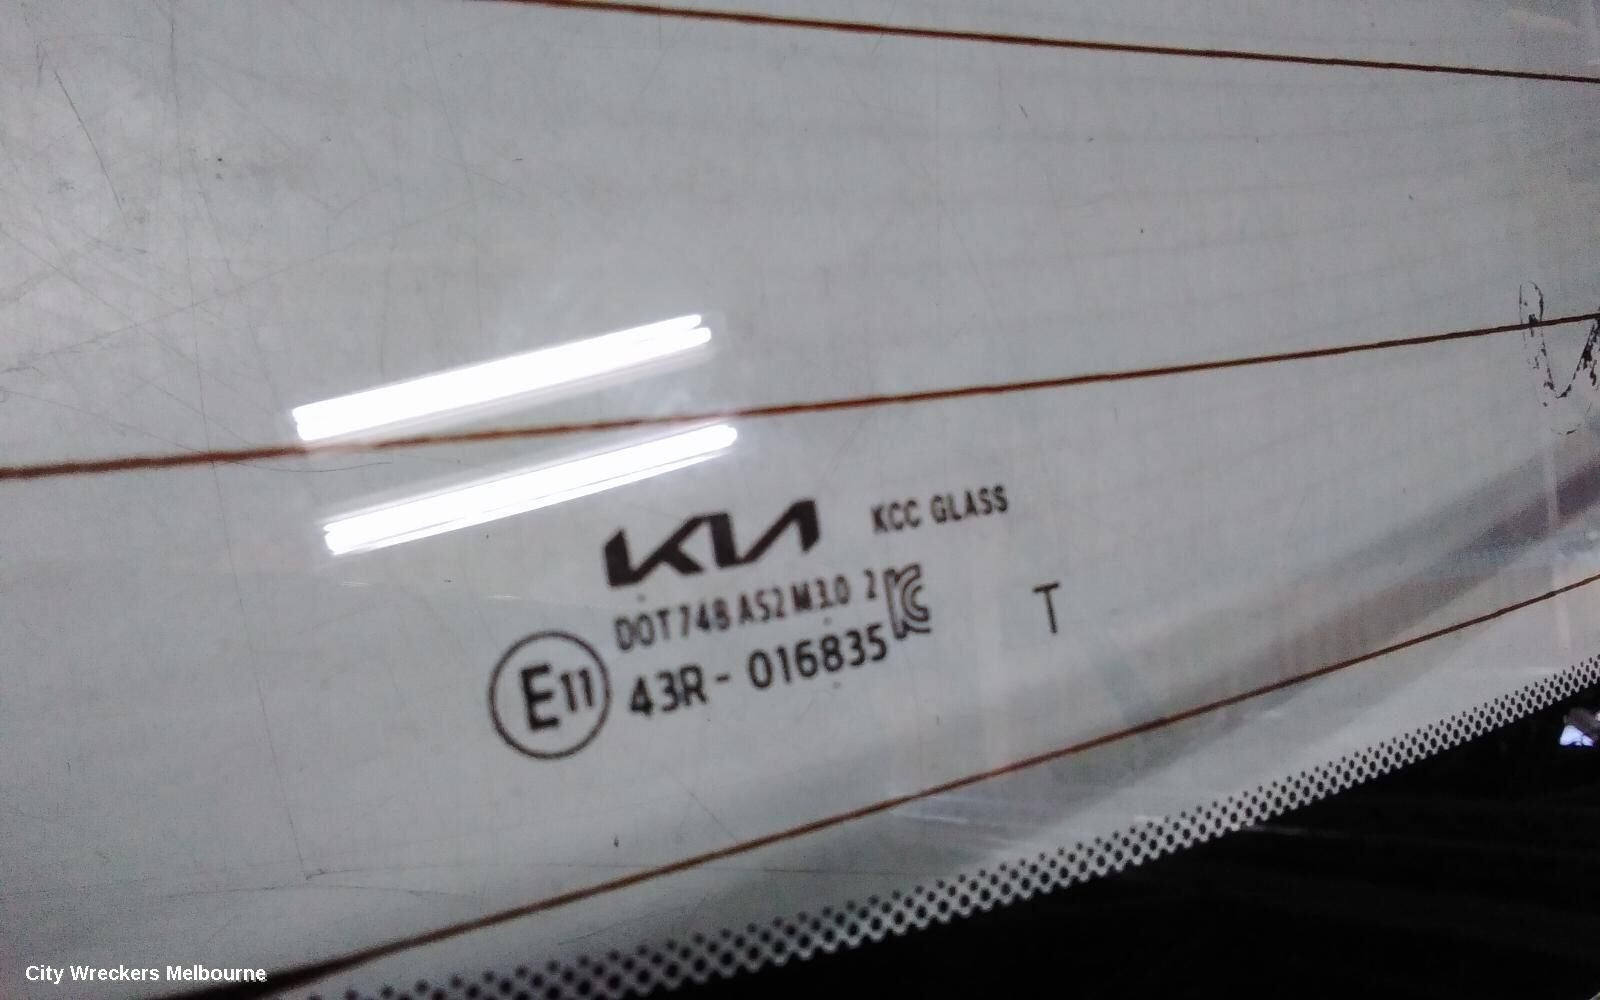 KIA KCC GLASS
DOT 748 AS2 M3.0 2
T
E11 43R - 016835
City Wreckers Melbourne